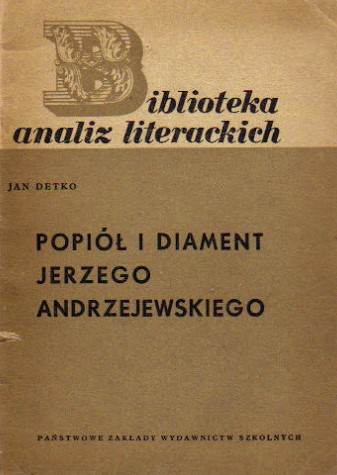 Biblioteka
analiz literackich
JAN DETKO
POPIÓŁ I DIAMENT
JERZEGO
ANDRZEJEWSKIEGO
PAŃSTWOWE ZAKŁADY WYDAWNICTW SZKOLNYCH